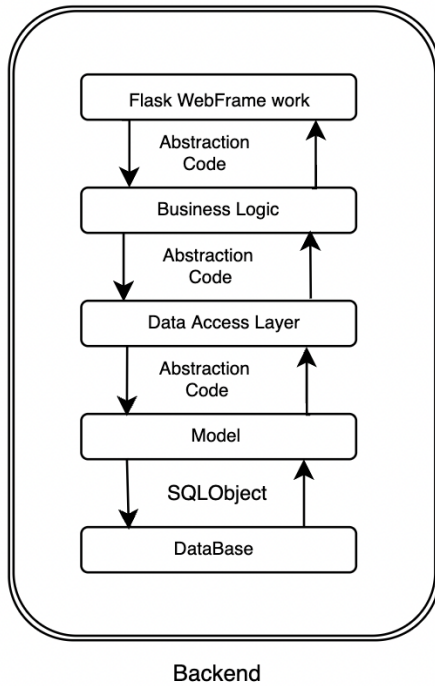 Flask WebFrame work
Abstraction
Code
Business Logic
Abstraction
Code
Data Access Layer
Abstraction
Code
Model
SQLObject
DataBase
Backend